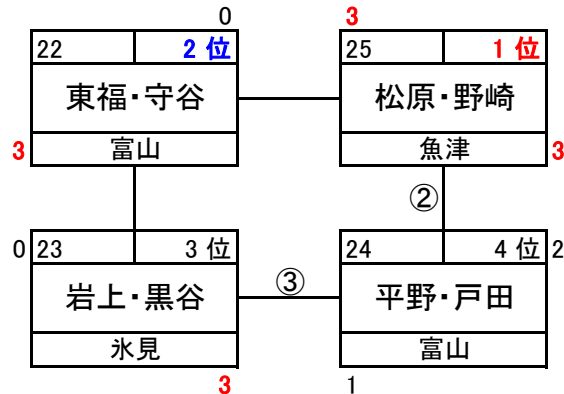 0 3
22 2 位 25 1 位
東福・守谷 松原・野崎
3 富山 魚津 3
②
0 23 3 位 24 4 位 2
岩上・黒谷 ③ 平野・戸田
氷見 富山
3 1